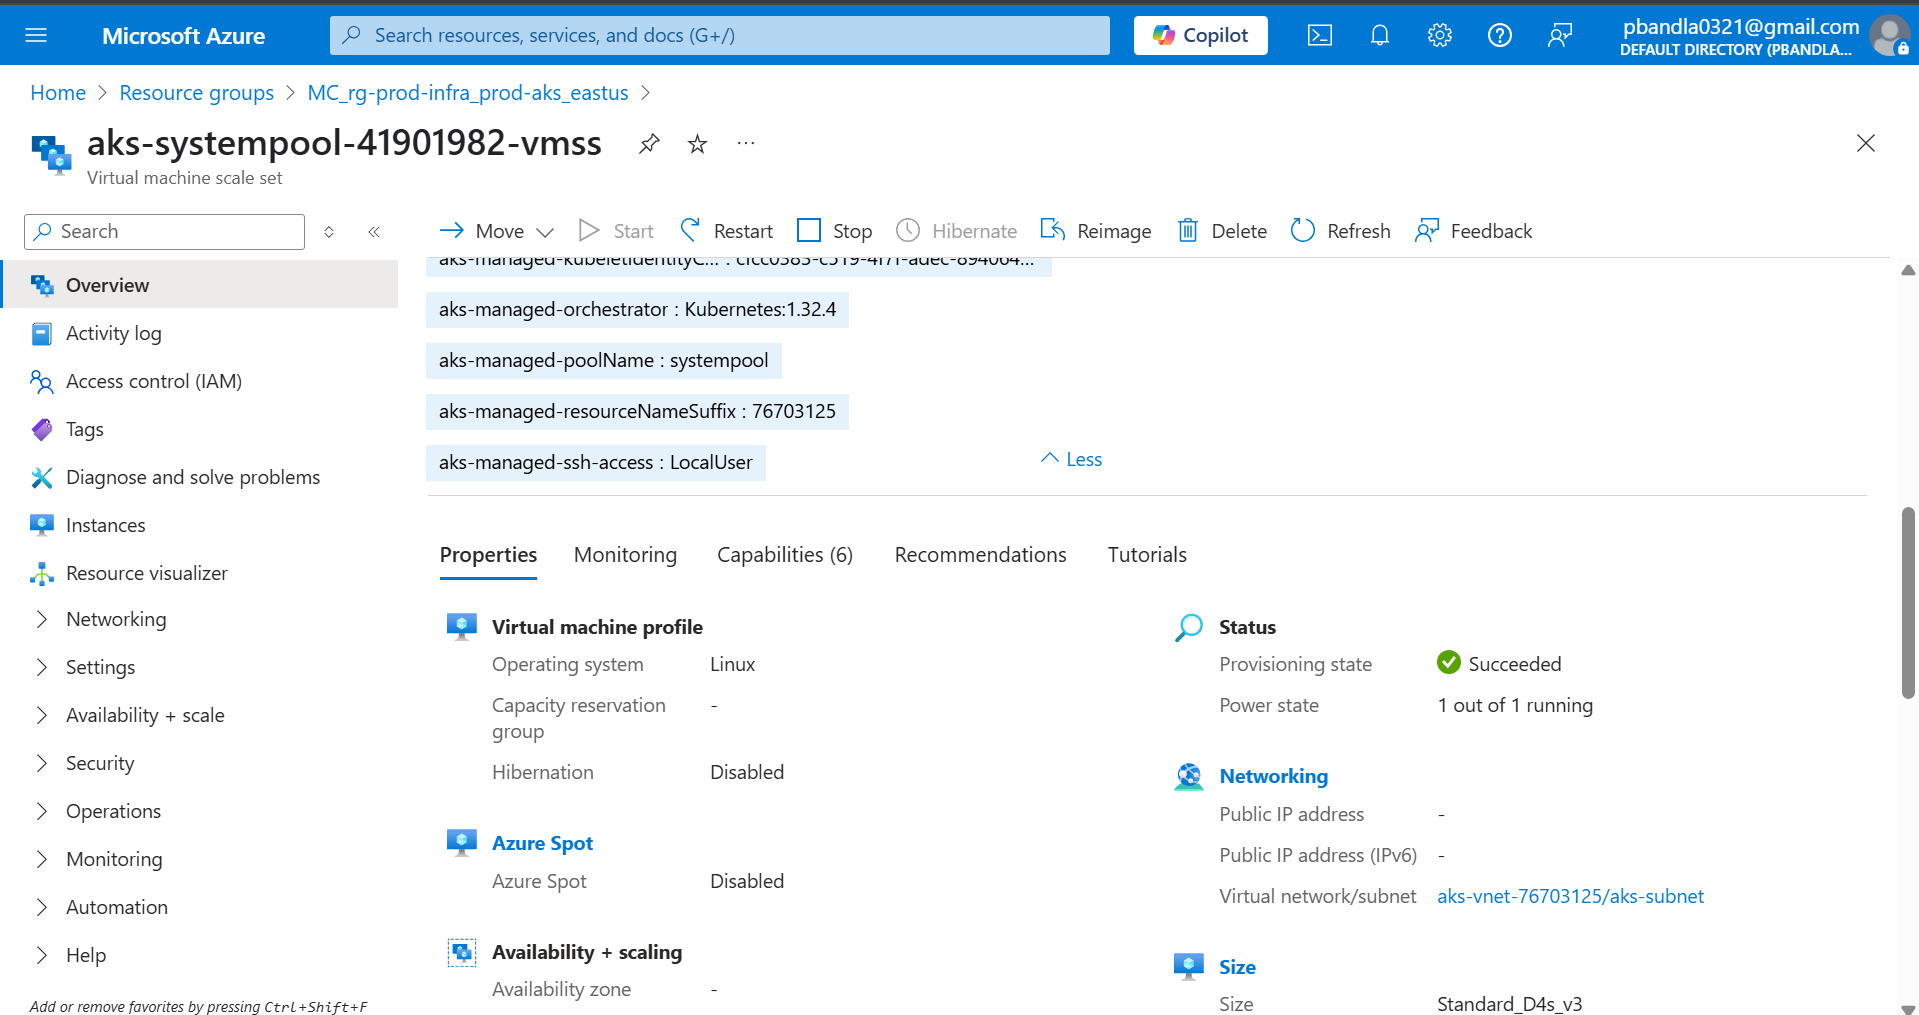 Microsoft Azure
Search resources, services, and docs (G+/)
Copilot
pbandla0321@gmail.com
DEFAULT DIRECTORY (PBANDLA...
Home > Resource groups > MC_rg-prod-infra_prod-aks_eastus >
aks-systempool-41901982-vmss
Virtual machine scale set
Search
Move
Start
Restart
Stop
Hibernate
Reimage
Delete
Refresh
Feedback
Overview
Activity log
Access control (IAM)
Tags
Diagnose and solve problems
Instances
Resource visualizer
Networking
Settings
Availability + scale
Security
Operations
Monitoring
Automation
Help
Add or remove favorites by pressing Ctrl+Shift+F
aks-managed-orchestrator : Kubernetes:1.32.4
aks-managed-poolName : systempool
aks-managed-resourceNameSuffix : 76703125
aks-managed-ssh-access : LocalUser
Less
Properties
Monitoring
Capabilities (6)
Recommendations
Tutorials
Virtual machine profile
Operating system Linux
Capacity reservation group -
Hibernation Disabled
Azure Spot
Azure Spot Disabled
Availability + scaling
Availability zone -
Status
Provisioning state Succeeded
Power state 1 out of 1 running
Networking
Public IP address -
Public IP address (IPv6) -
Virtual network/subnet aks-vnet-76703125/aks-subnet
Size
Size Standard_D4s_v3